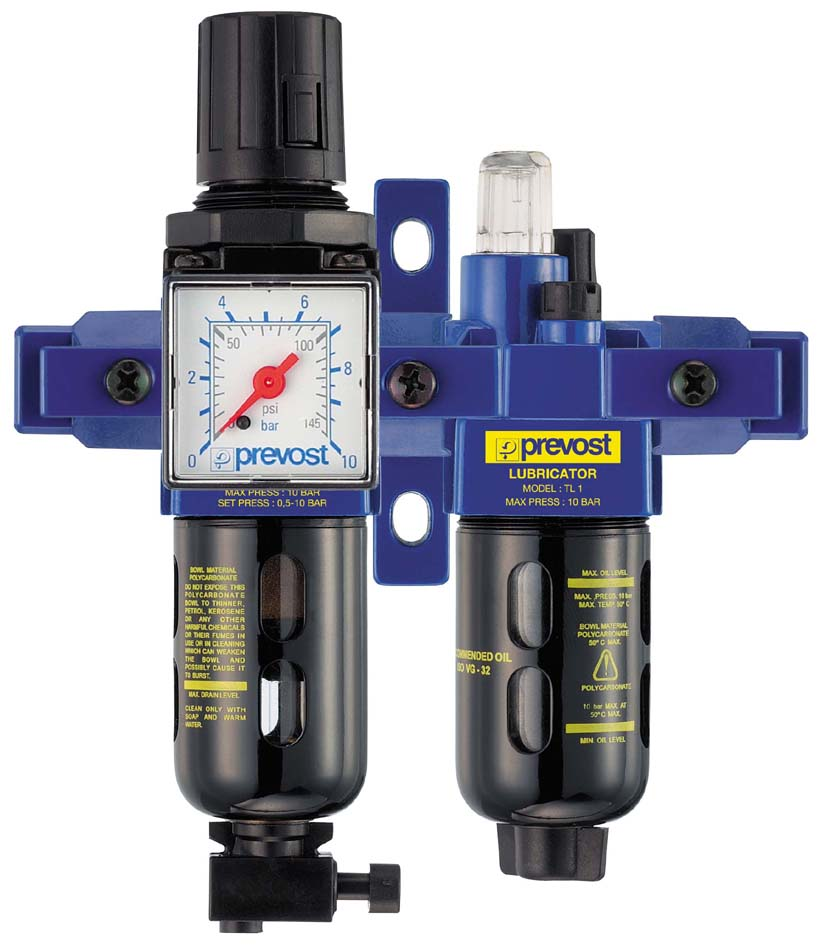 4 6
50 100
2 8
psi
0 bar 145
0 prevost 10
MAX PRESS : 10 BAR
SET PRESS : 0,5-10 BAR
BOWL MATERIAL
POLYCARBONATE
DO NOT EXPOSE THIS
POLYCARBONATE
BOWL TO THINNER,
PETROL, KEROSENE
OR ANY OTHER
HARMFUL CHEMICALS
OR THEIR FUMES IN
USE OR IN CLEANING
WHICH CAN WEAKEN
THE BOWL AND
POSSIBLY CAUSE IT
TO BURST.
MAX. DRAIN LEVEL
CLEAN ONLY WITH
SOAP AND WARM
WATER.
prevost
LUBRICATOR
MODEL : TL 1
MAX PRESS : 10 BAR
OMMENDED OIL
ISO VG - 32
MAX. OIL LEVEL
MAX. PRESS. 10 bar
MAX. TEMP. 50° C
BOWL MATERIAL
POLYCARBONATE
50° C MAX.
POLYCARBONATE
10 bar MAX. AT
50° C MAX.
MIN. OIL LEVEL